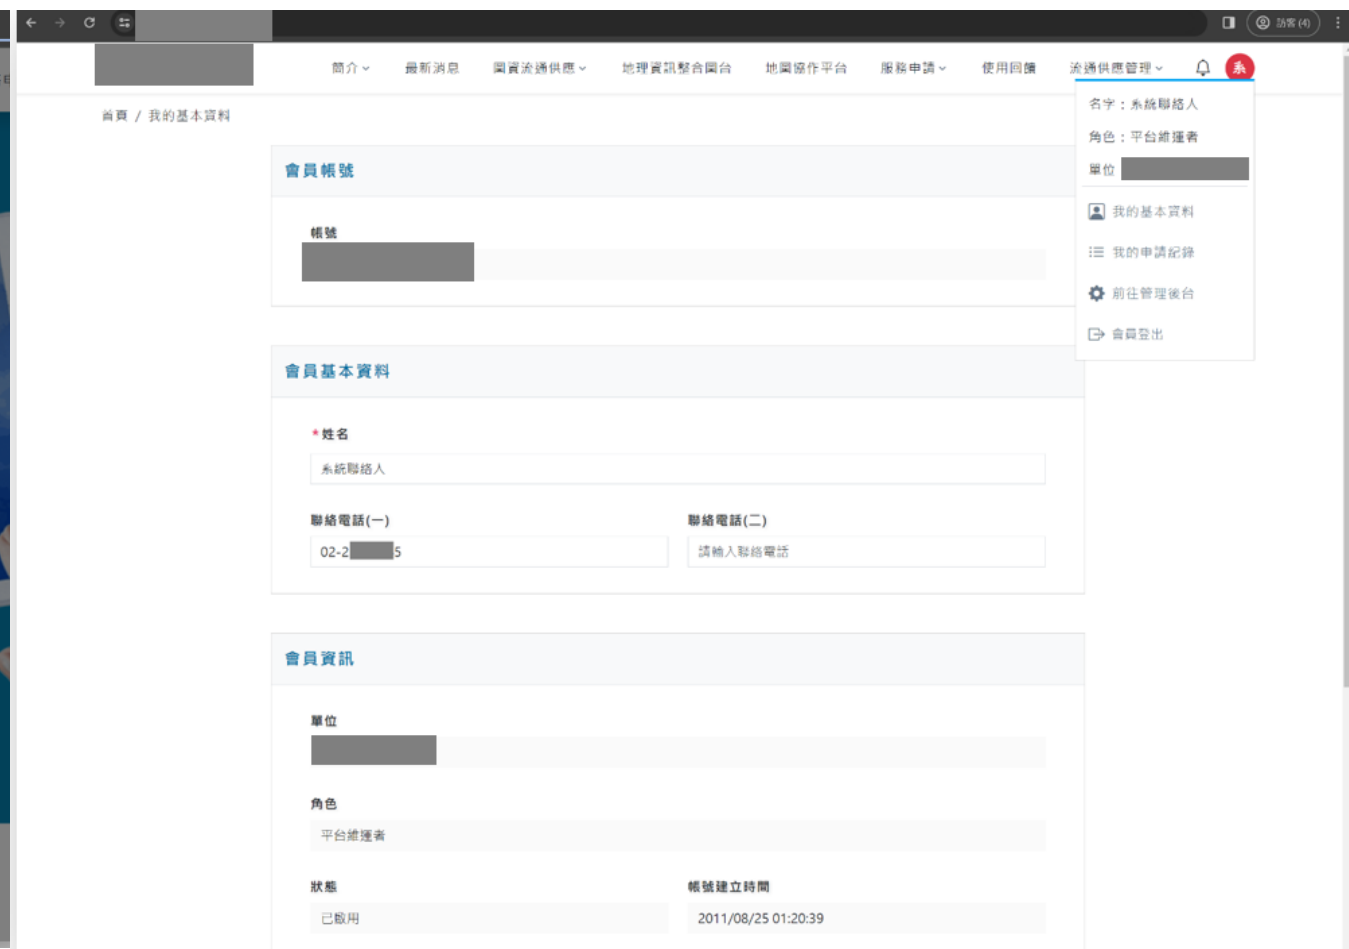 訪客 (4)
簡介 最新消息 圖資流通供應 地理資訊整合圖台 地圖協作平台 服務申請 使用回饋 流通供應管理 系
首頁 / 我的基本資料
名字：系統聯絡人
角色：平台維運者
單位
我的基本資料
我的申請紀錄
前往管理後台
會員登出
會員帳號
帳號
會員基本資料
*姓名
系統聯絡人
聯絡電話(一) 聯絡電話(二)
02-2 5 請輸入聯絡電話
會員資訊
單位
角色
平台維運者
狀態 帳號建立時間
已啟用 2011/08/25 01:20:39